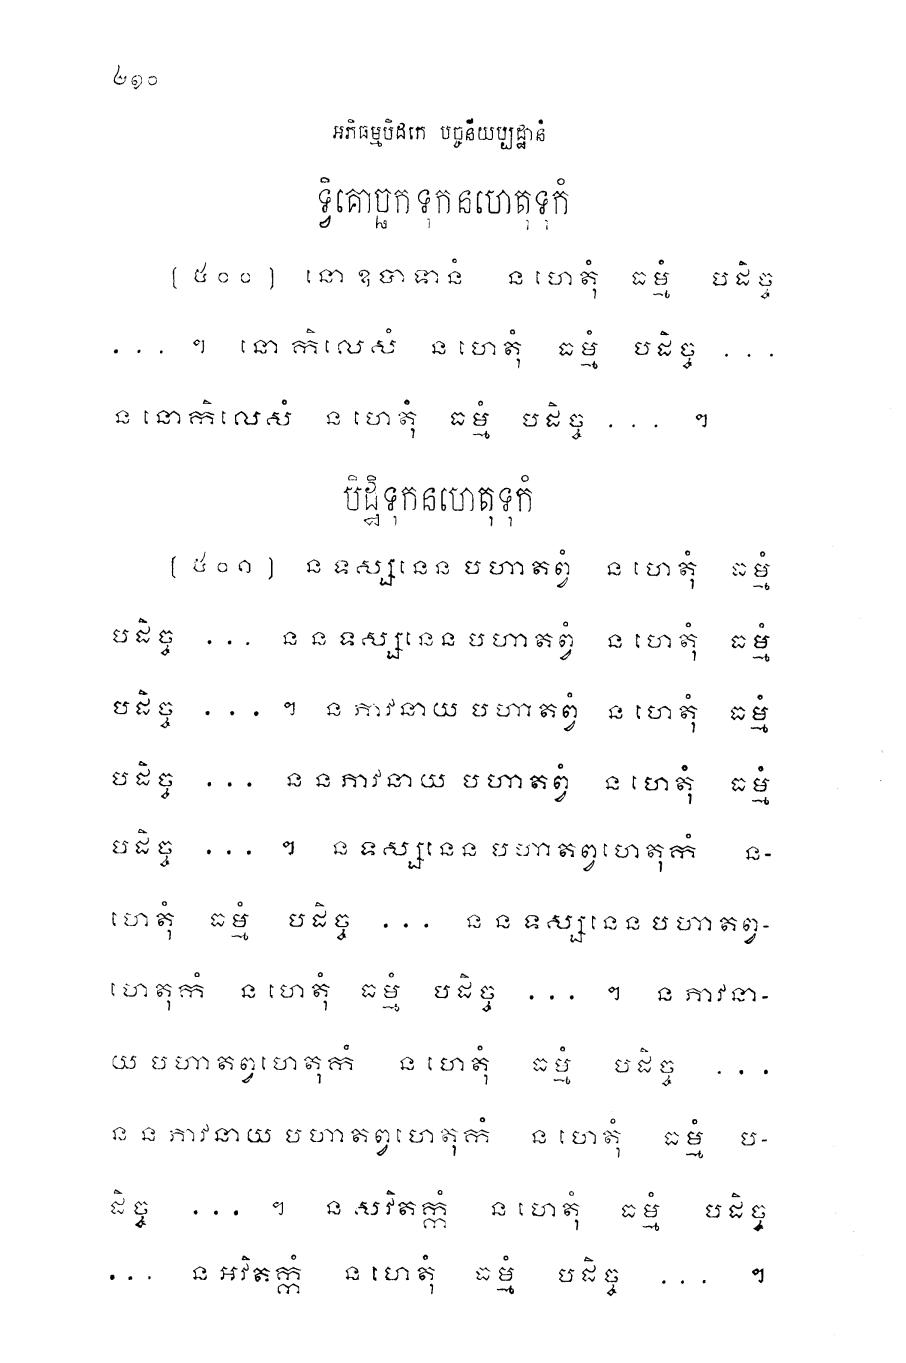 ៤១០
អភិធម្មបិដកេ បច្ចនីយប្បដ្ឋានំ
ទ្វិគោច្ឆកទុកនហេតុទុកំ
[ ៥០០ ] នោ ឧបាទានំ ន ហេតុំ ធម្មំ បដិច្ច
... ។ នោ កិលេសំ ន ហេតុំ ធម្មំ បដិច្ច ...
ន នោ កិលេសំ ន ហេតុំ ធម្មំ បដិច្ច ... ។
បិដ្ឋិទុកនហេតុទុកំ
[ ៥០១ ] ន ទស្សនេន បហាតព្វំ ន ហេតុំ ធម្មំ
បដិច្ច ... ន ន ទស្សនេន បហាតព្វំ ន ហេតុំ ធម្មំ
បដិច្ច ... ។ ន ភាវនាយ បហាតព្វំ ន ហេតុំ ធម្មំ
បដិច្ច ... ន ន ភាវនាយ បហាតព្វំ ន ហេតុំ ធម្មំ
បដិច្ច ... ។ ន ទស្សនេន បហាតព្វហេតុកំ ន-
ហេតុំ ធម្មំ បដិច្ច ... ន ន ទស្សនេន បហាតព្វ-
ហេតុកំ ន ហេតុំ ធម្មំ បដិច្ច ... ។ ន ភាវនា-
យ បហាតព្វហេតុកំ ន ហេតុំ ធម្មំ បដិច្ច ...
ន ន ភាវនាយ បហាតព្វហេតុកំ ន ហេតុំ ធម្មំ ប-
ដិច្ច ... ។ ន សវិតក្កំ ន ហេតុំ ធម្មំ បដិច្ច
... ន អវិតក្កំ ន ហេតុំ ធម្មំ បដិច្ច ... ។